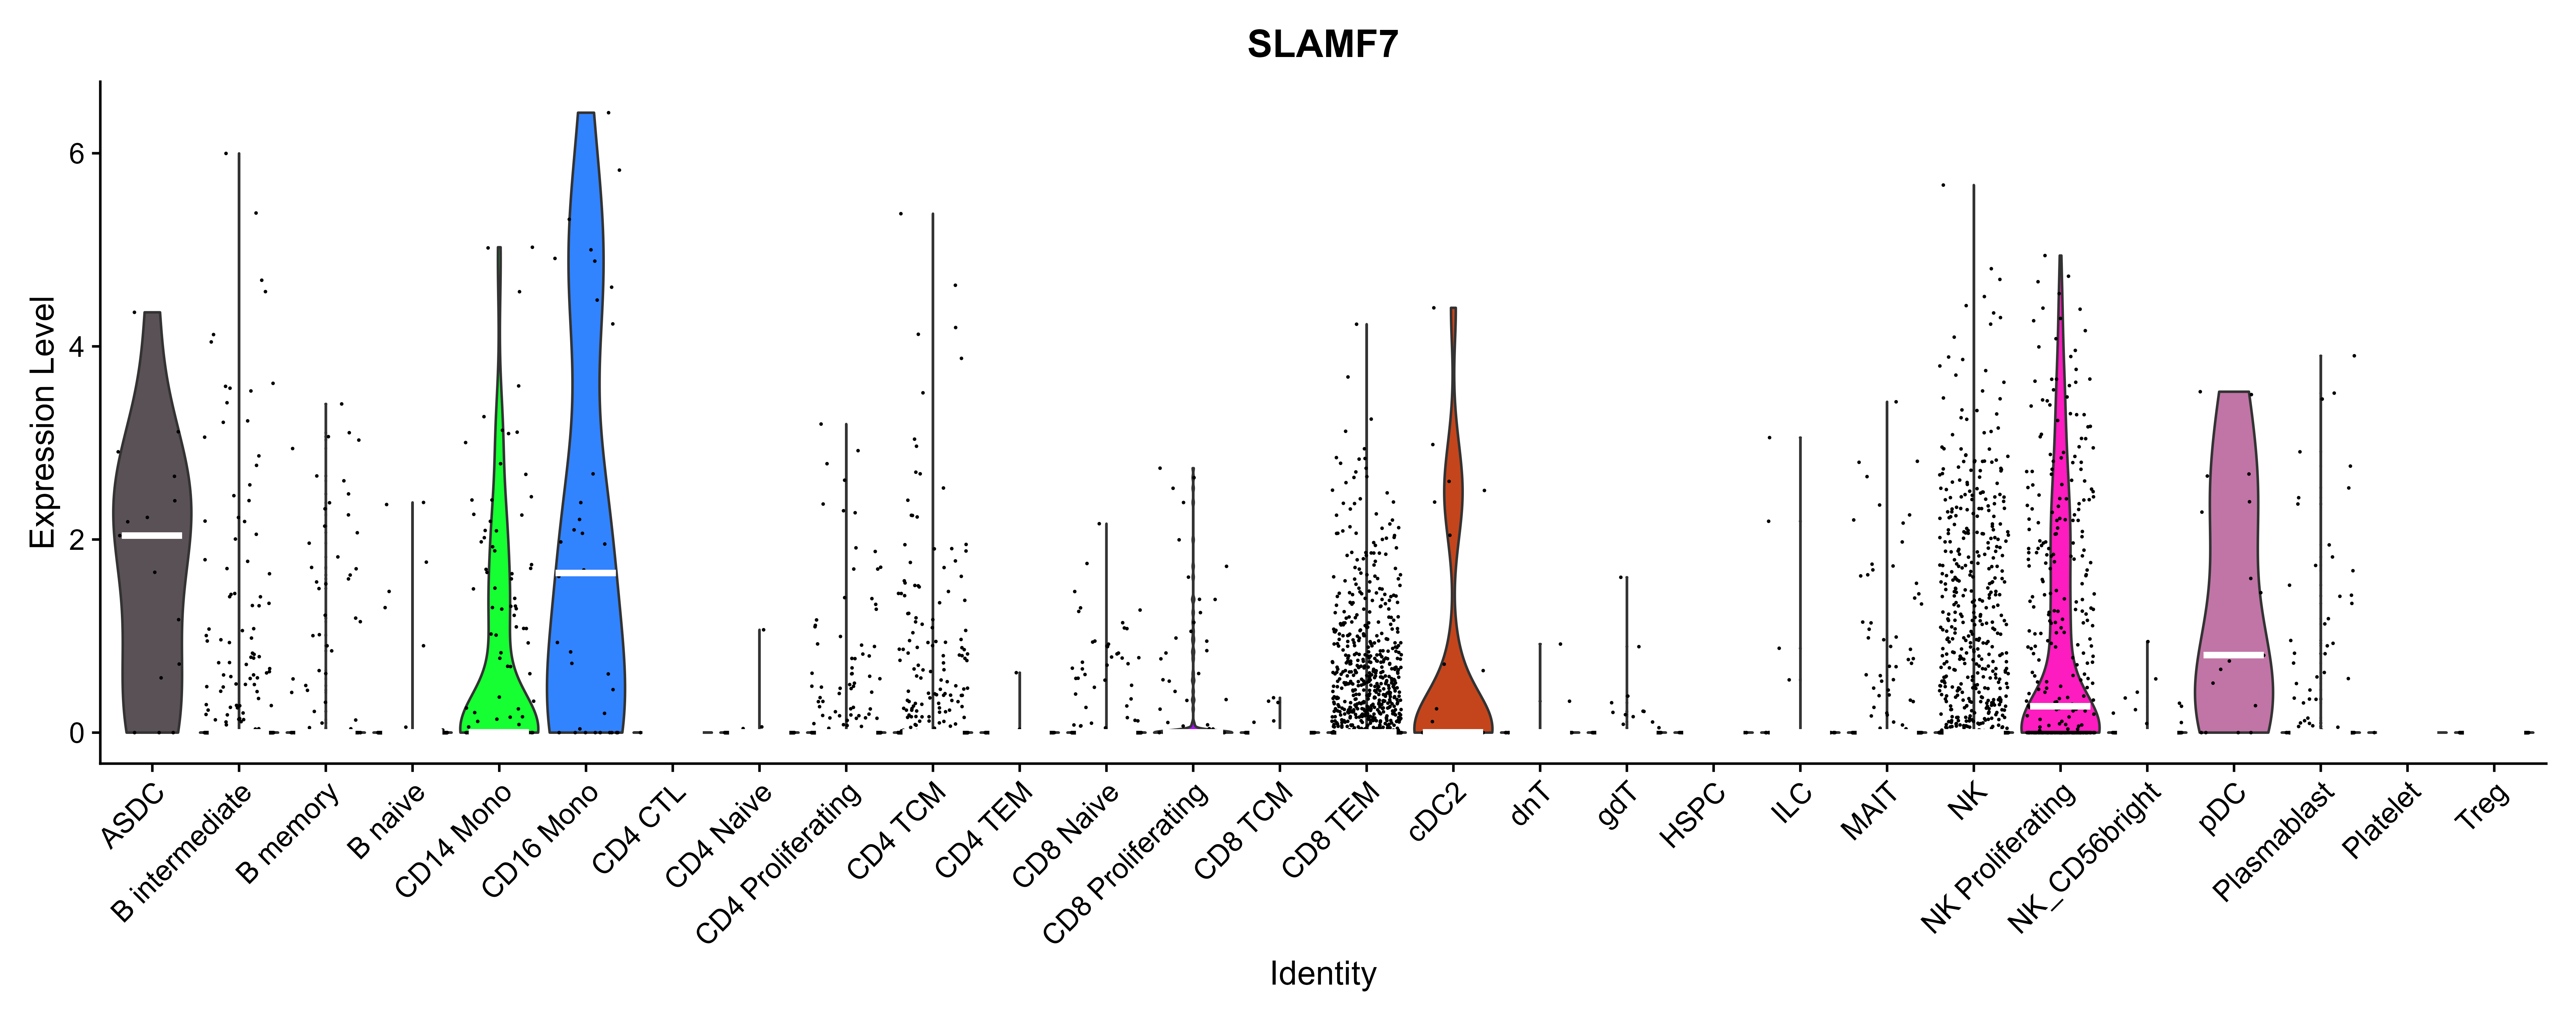 SLAMF7
Expression Level
6
4
2
0
ASDC
B intermediate
B memory
B naive
CD14 Mono
CD16 Mono
CD4 CTL
CD4 Naive
CD4 Proliferating
CD4 TCM
CD4 TEM
CD8 Naive
CD8 Proliferating
CD8 TCM
CD8 TEM
cDC2
dnT
gdT
HSPC
ILC
MAIT
NK
NK Proliferating
NK_CD56bright
pDC
Plasmablast
Platelet
Treg
Identity